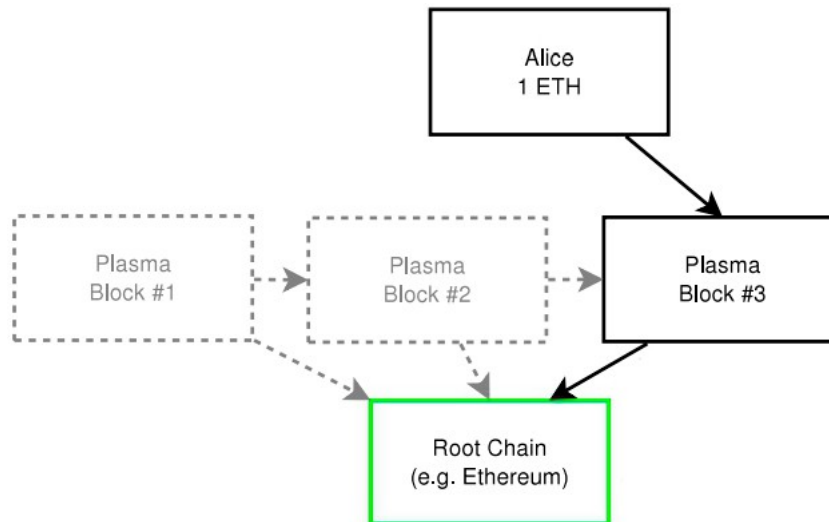 Alice
1 ETH
Plasma
Block #1
Plasma
Block #2
Plasma
Block #3
Root Chain
(e.g. Ethereum)